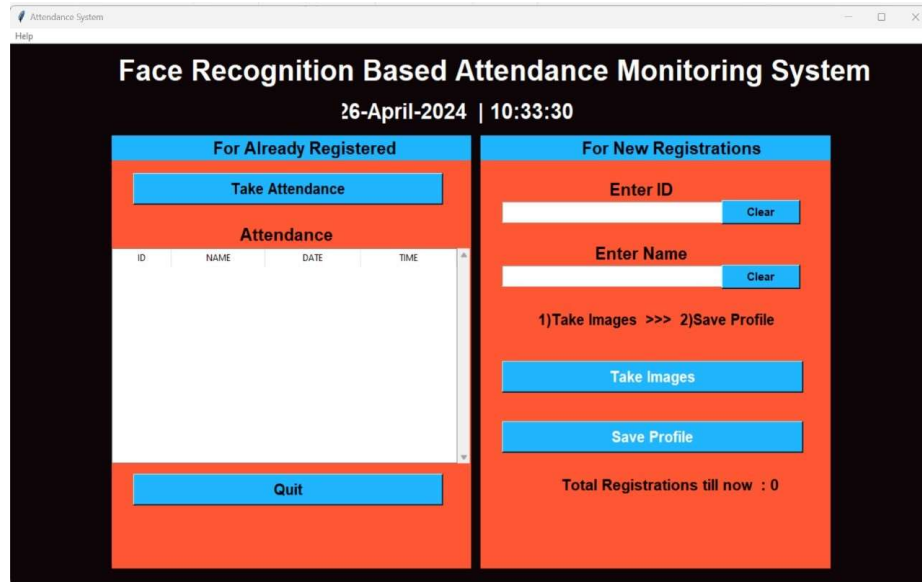 Attendance System
Help
Face Recognition Based Attendance Monitoring System
26-April-2024 | 10:33:30
For Already Registered
Take Attendance
Attendance
ID NAME DATE TIME
Quit
For New Registrations
Enter ID
Clear
Enter Name
Clear
1)Take Images >>> 2)Save Profile
Take Images
Save Profile
Total Registrations till now : 0